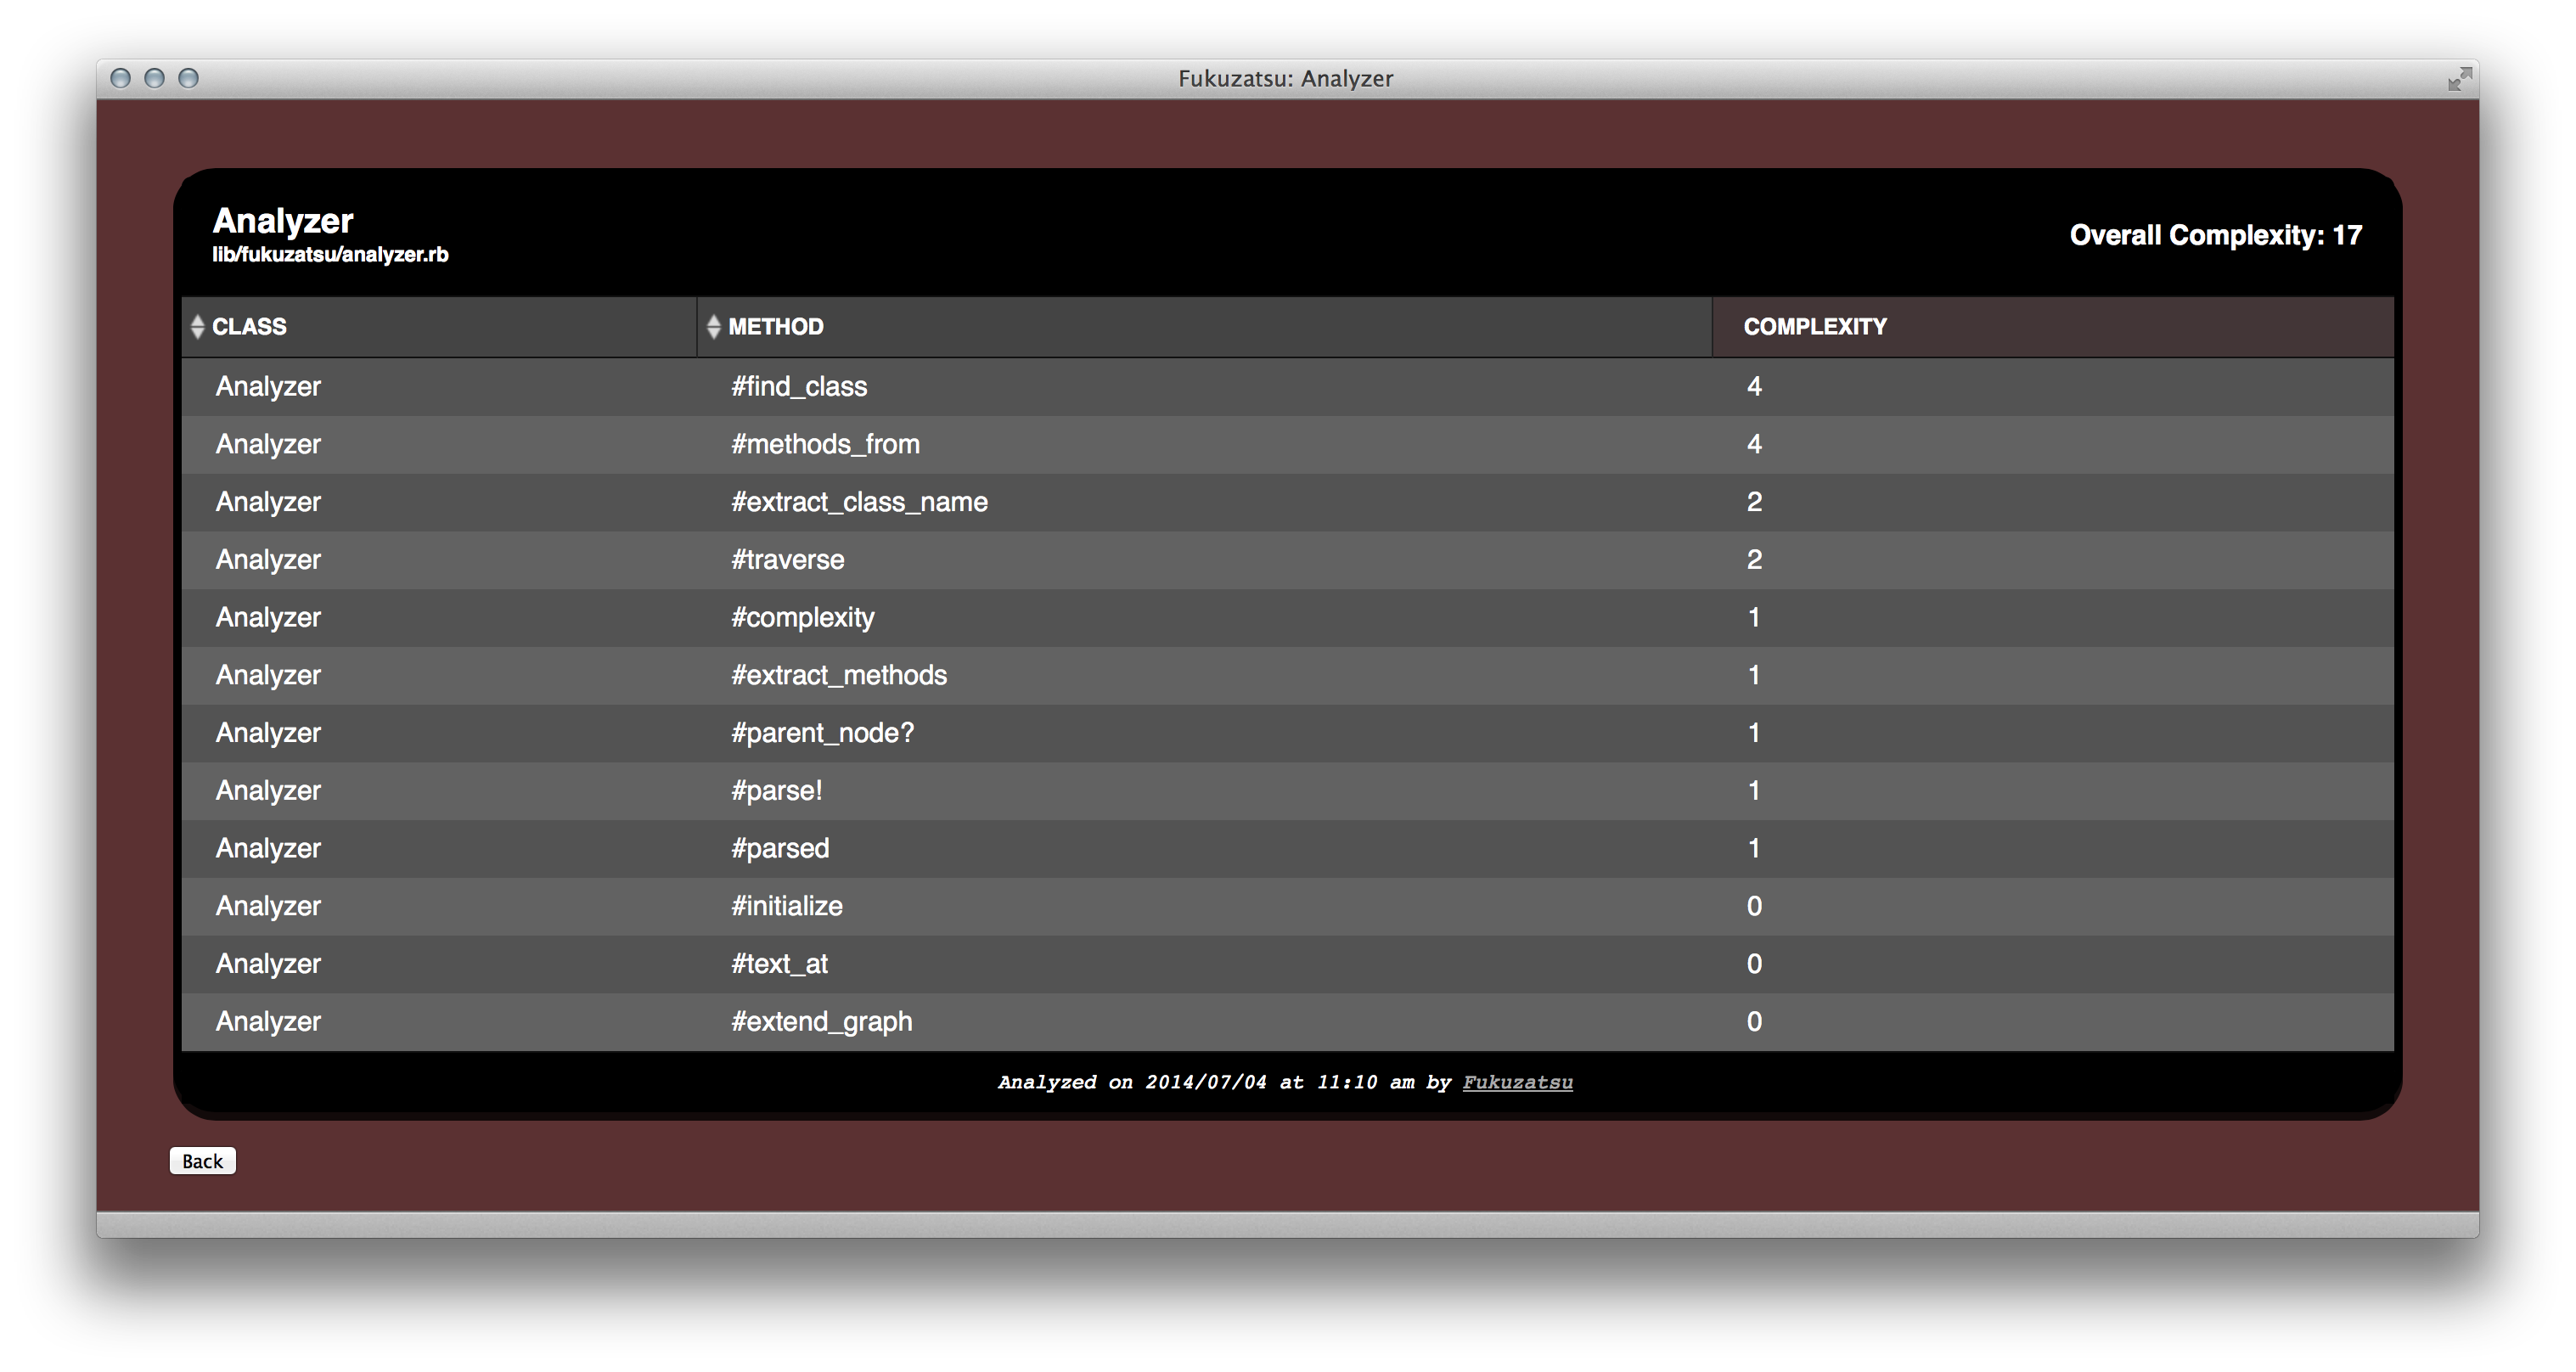 Fukuzatsu: Analyzer
Analyzer
lib/fukuzatsu/analyzer.rb
Overall Complexity: 17
CLASS METHOD COMPLEXITY
Analyzer #find_class 4
Analyzer #methods_from 4
Analyzer #extract_class_name 2
Analyzer #traverse 2
Analyzer #complexity 1
Analyzer #extract_methods 1
Analyzer #parent_node? 1
Analyzer #parse! 1
Analyzer #parsed 1
Analyzer #initialize 0
Analyzer #text_at 0
Analyzer #extend_graph 0
Analyzed on 2014/07/04 at 11:10 am by Fukuzatsu
Back